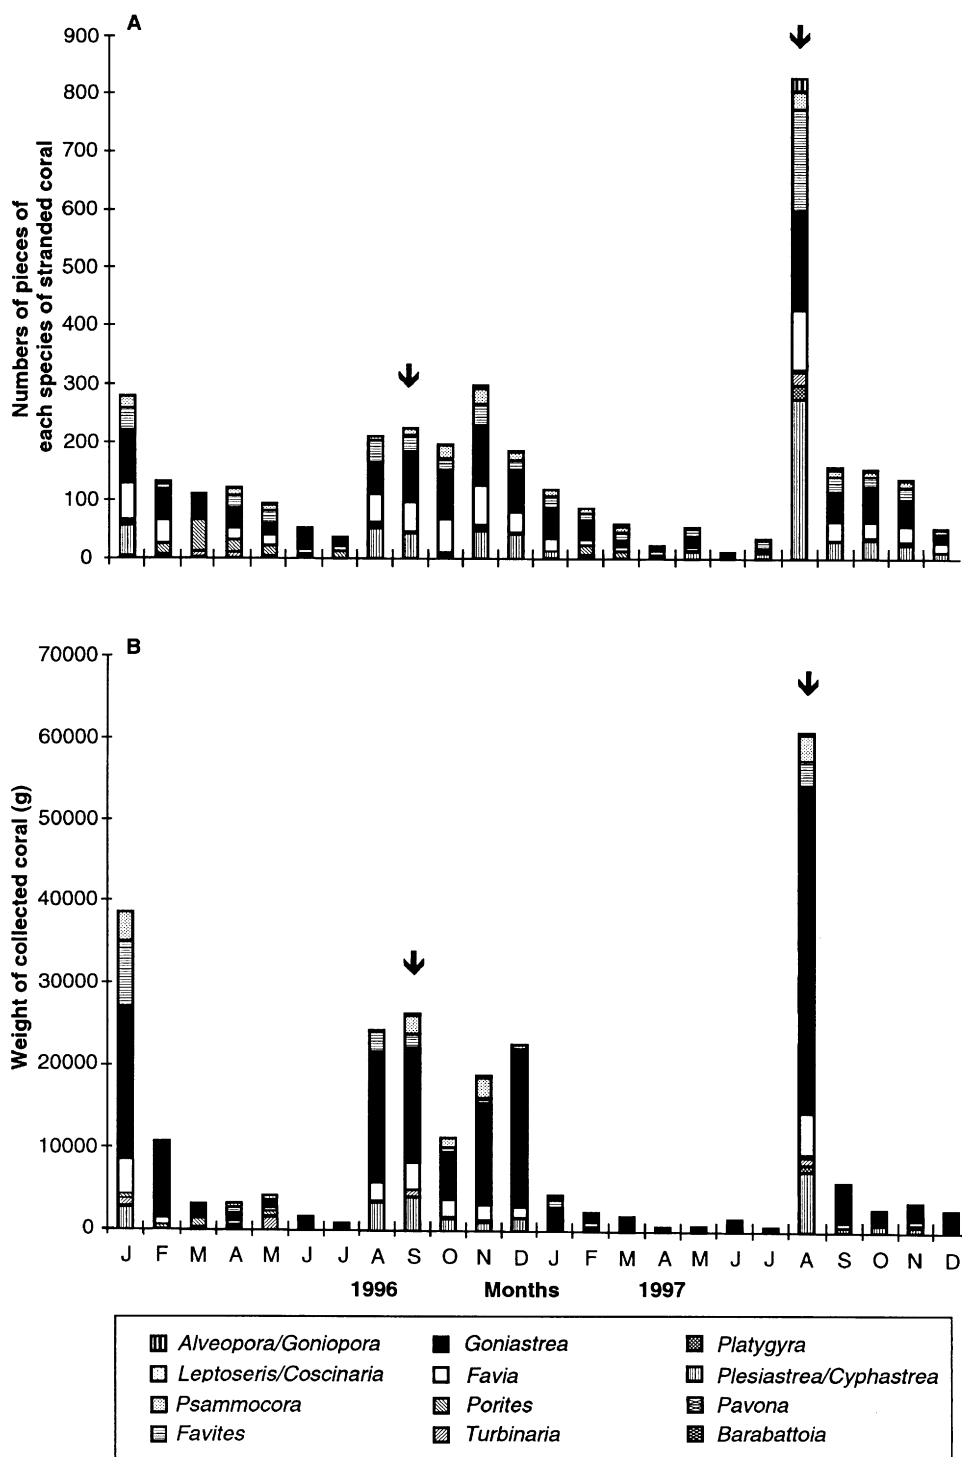 A
900
800
700
600
500
400
300
200
100
0
Numbers of pieces of
each species of stranded coral
B
70000
60000
50000
40000
30000
20000
10000
0
Weight of collected coral (g)
J F M A M J J A S O N D J F M A M J J A S O N D
1996 Months 1997
Alveopora/Goniopora Goniastrea Platygyra
Leptoseris/Coscinaria Favia Plesiastrea/Cyphastrea
Psammocora Porites Pavona
Favites Turbinaria Barabattoia